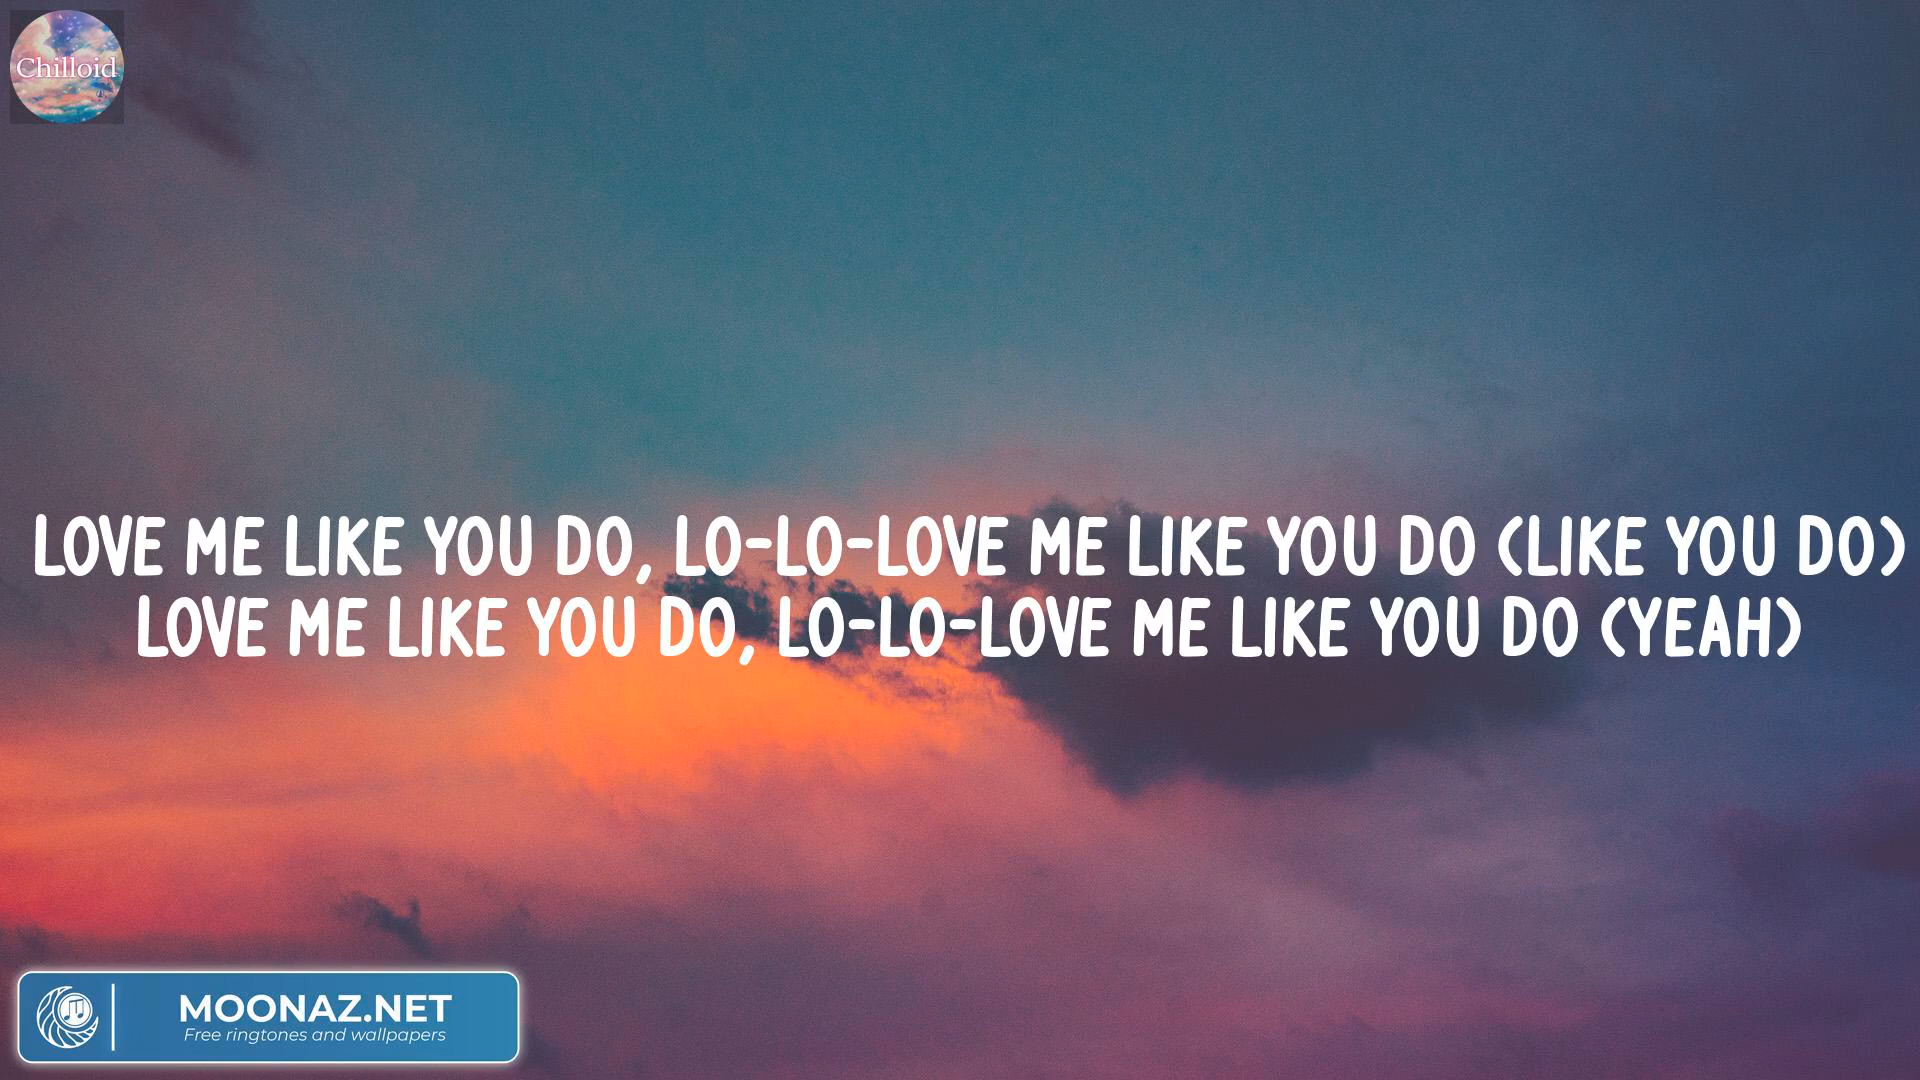 Chilloid
LOVE ME LIKE YOU DO, LO-LO-LOVE ME LIKE YOU DO (LIKE YOU DO)
LOVE ME LIKE YOU DO, LO-LO-LOVE ME LIKE YOU DO (YEAH)
MOONAZ.NET
Free ringtones and wallpapers